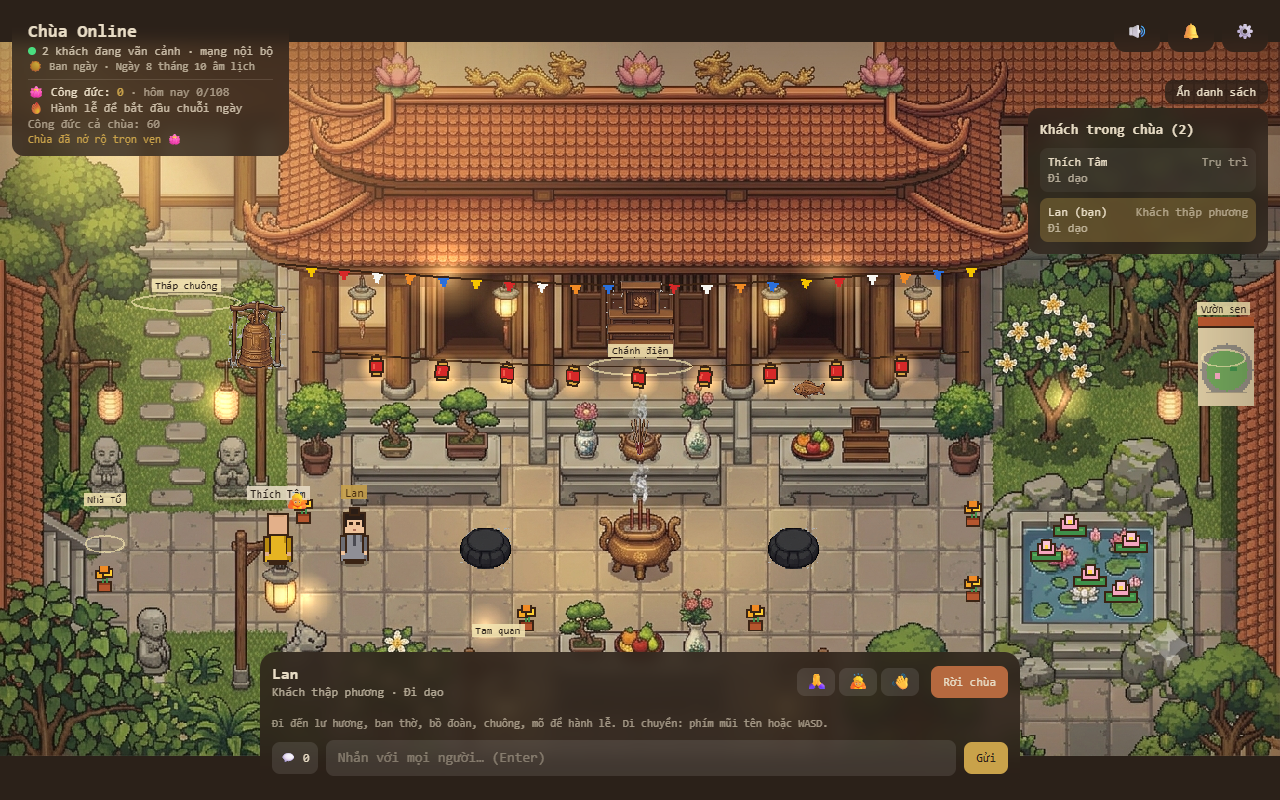 Chùa Online
2 khách đang vãn cảnh · mạng nội bộ
Ban ngày · Ngày 8 tháng 10 âm lịch
Công đức: 0 · hôm nay 0/108
Hành lễ để bắt đầu chuỗi ngày
Công đức cả chùa: 60
Chùa đã nở rộ trọn vẹn
Ẩn danh sách
Khách trong chùa (2)
Thích Tâm
Trụ trì
Đi dạo
Lan (bạn)
Khách thập phương
Đi dạo
Tháp chuông
Vườn sen
Chánh điện
Nhà Tổ
Thích Tâm
Lan
Tam quan
Lan
Khách thập phương · Đi dạo
Rời chùa
Đi đến lư hương, ban thờ, bồ đoàn, chuông, mõ để hành lễ. Di chuyển: phím mũi tên hoặc WASD.
0
Nhắn với mọi người… (Enter)
Gửi